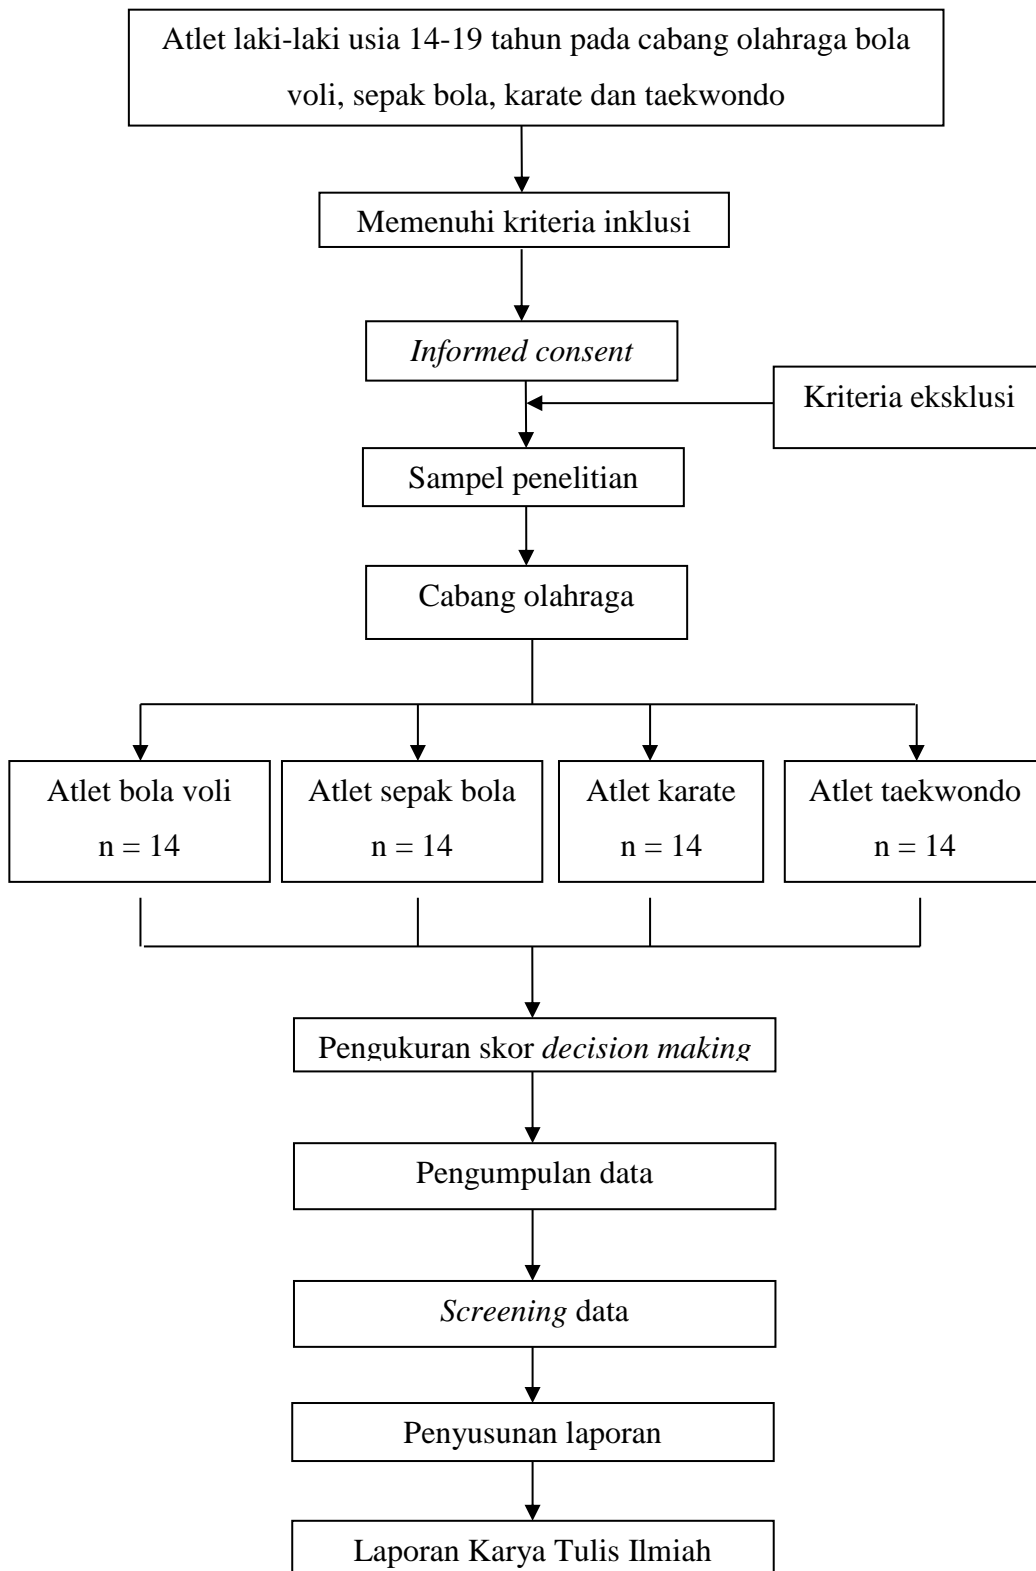 Atlet laki-laki usia 14-19 tahun pada cabang olahraga bola
voli, sepak bola, karate dan taekwondo
Memenuhi kriteria inklusi
Informed consent
Kriteria eksklusi
Sampel penelitian
Cabang olahraga
Atlet bola voli
n = 14
Atlet sepak bola
n = 14
Atlet karate
n = 14
Atlet taekwondo
n = 14
Pengukuran skor decision making
Pengumpulan data
Screening data
Penyusunan laporan
Laporan Karya Tulis Ilmiah